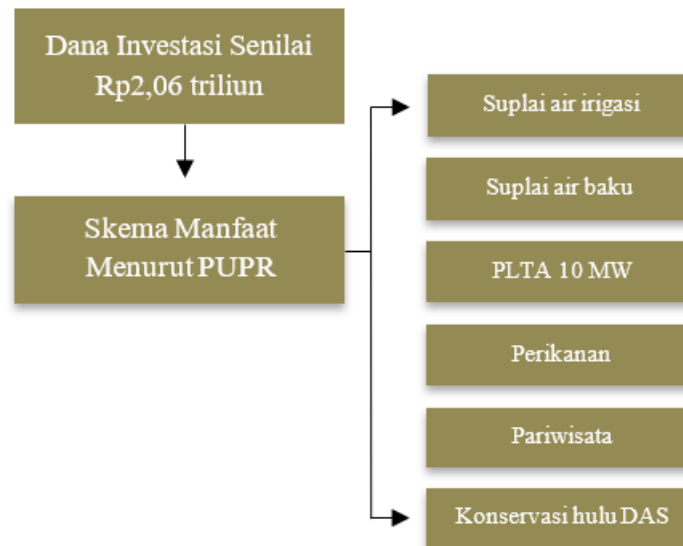 Dana Investasi Senilai
Rp2,06 triliun
Skema Manfaat
Menurut PUPR
Suplai air irigasi
Suplai air baku
PLTA 10 MW
Perikanan
Pariwisata
Konservasi hulu DAS